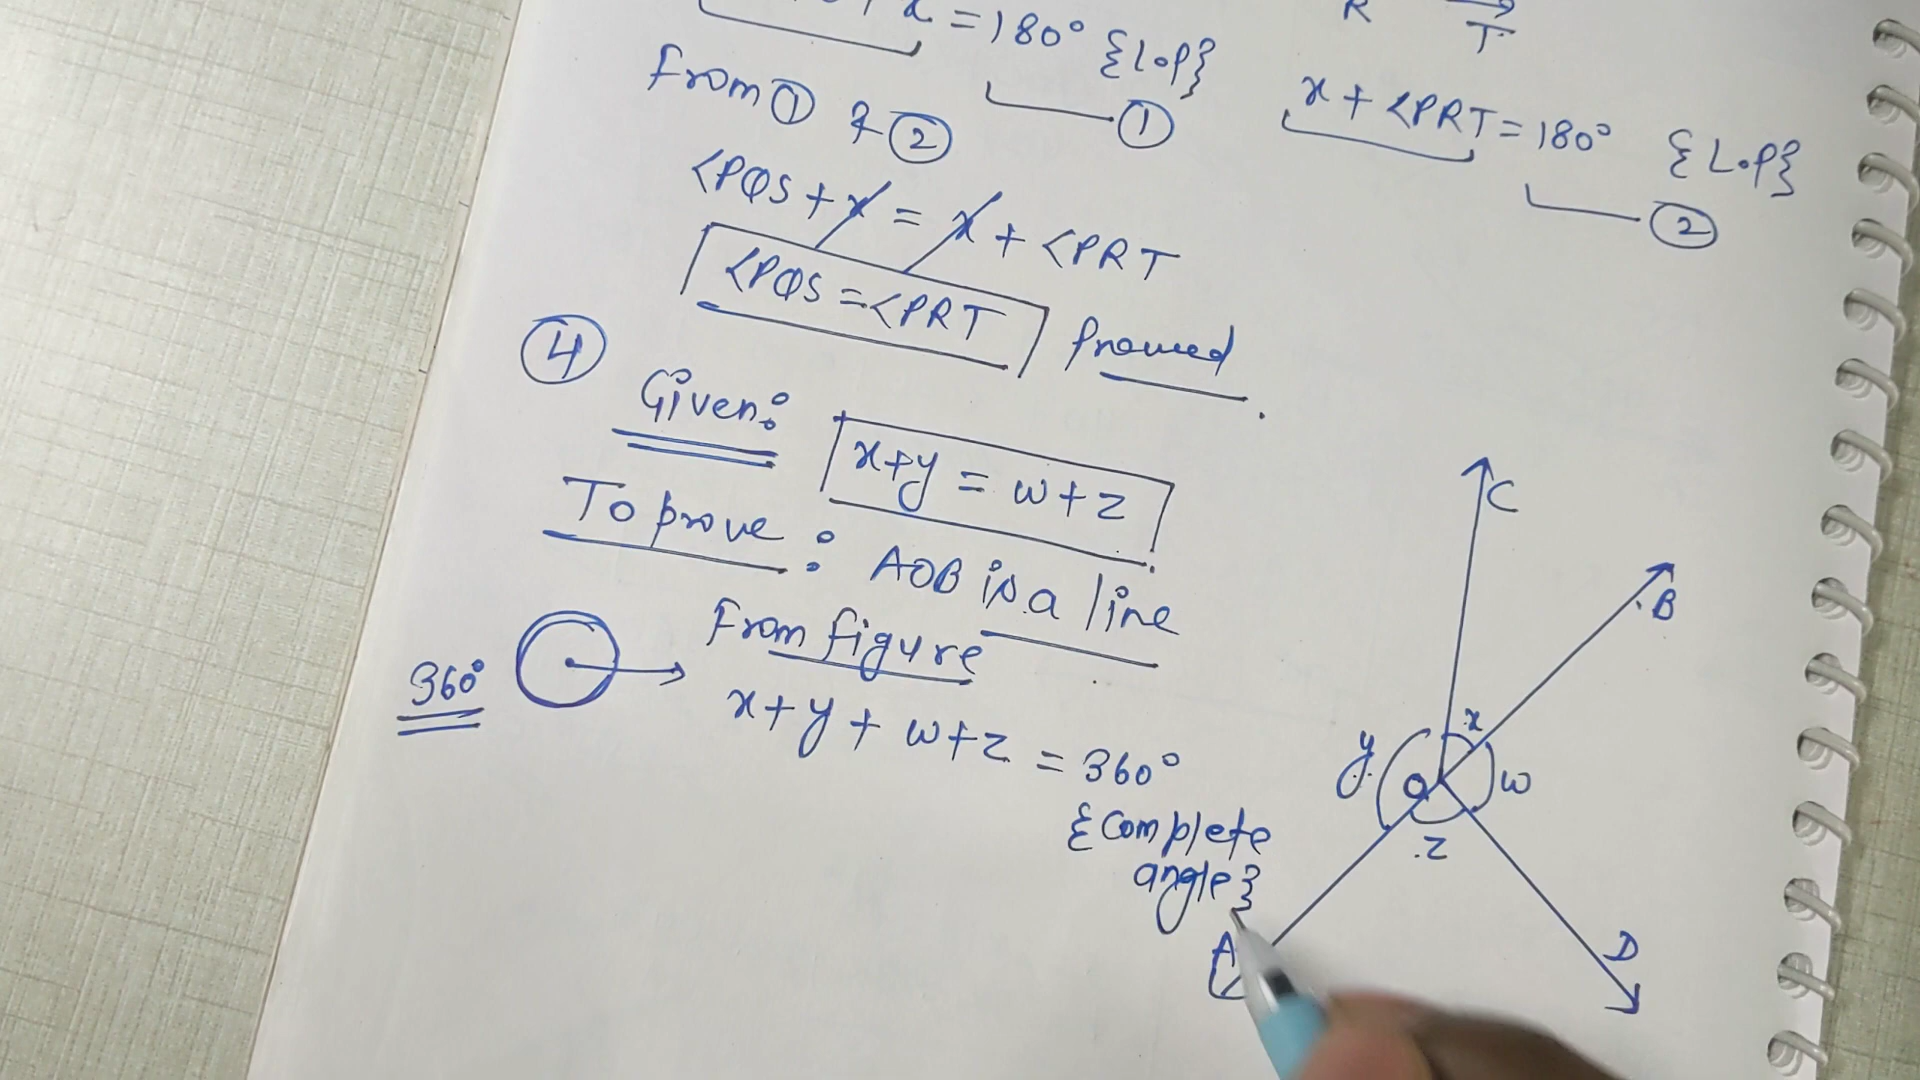 x = 180° {L.P}
R T
From ① & ②
①
x + <PRT = 180° {L.P}
②
<PQS + x = x + <PRT
<PQS = <PRT Proved.
④
Given: x+y = w+z
To prove: AOB is a line
From figure
360°
x+y + w+z = 360°
{complete
angle}
C
B
x
y
O
w
z
A
D